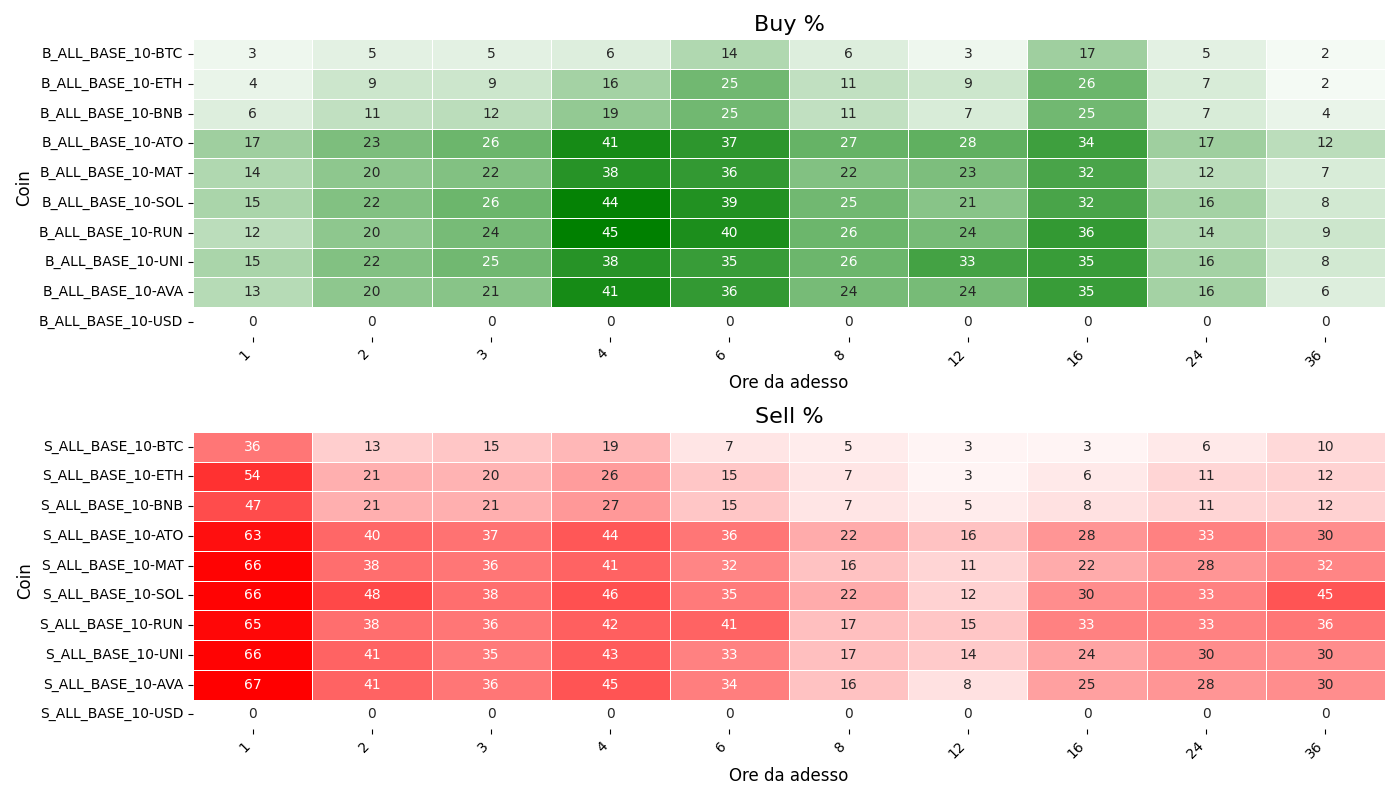 Buy %
Coin
B_ALL_BASE_10-BTC 3 5 5 6 14 6 3 17 5 2
B_ALL_BASE_10-ETH 4 9 9 16 25 11 9 26 7 2
B_ALL_BASE_10-BNB 6 11 12 19 25 11 7 25 7 4
B_ALL_BASE_10-ATO 17 23 26 41 37 27 28 34 17 12
B_ALL_BASE_10-MAT 14 20 22 38 36 22 23 32 12 7
B_ALL_BASE_10-SOL 15 22 26 44 39 25 21 32 16 8
B_ALL_BASE_10-RUN 12 20 24 45 40 26 24 36 14 9
B_ALL_BASE_10-UNI 15 22 25 38 35 26 33 35 16 8
B_ALL_BASE_10-AVA 13 20 21 41 36 24 24 35 16 6
B_ALL_BASE_10-USD 0 0 0 0 0 0 0 0 0 0
1 2 3 4 6 8 12 16 24 36
Ore da adesso
Sell %
Coin
S_ALL_BASE_10-BTC 36 13 15 19 7 5 3 3 6 10
S_ALL_BASE_10-ETH 54 21 20 26 15 7 3 6 11 12
S_ALL_BASE_10-BNB 47 21 21 27 15 7 5 8 11 12
S_ALL_BASE_10-ATO 63 40 37 44 36 22 16 28 33 30
S_ALL_BASE_10-MAT 66 38 36 41 32 16 11 22 28 32
S_ALL_BASE_10-SOL 66 48 38 46 35 22 12 30 33 45
S_ALL_BASE_10-RUN 65 38 36 42 41 17 15 33 33 36
S_ALL_BASE_10-UNI 66 41 35 43 33 17 14 24 30 30
S_ALL_BASE_10-AVA 67 41 36 45 34 16 8 25 28 30
S_ALL_BASE_10-USD 0 0 0 0 0 0 0 0 0 0
1 2 3 4 6 8 12 16 24 36
Ore da adesso